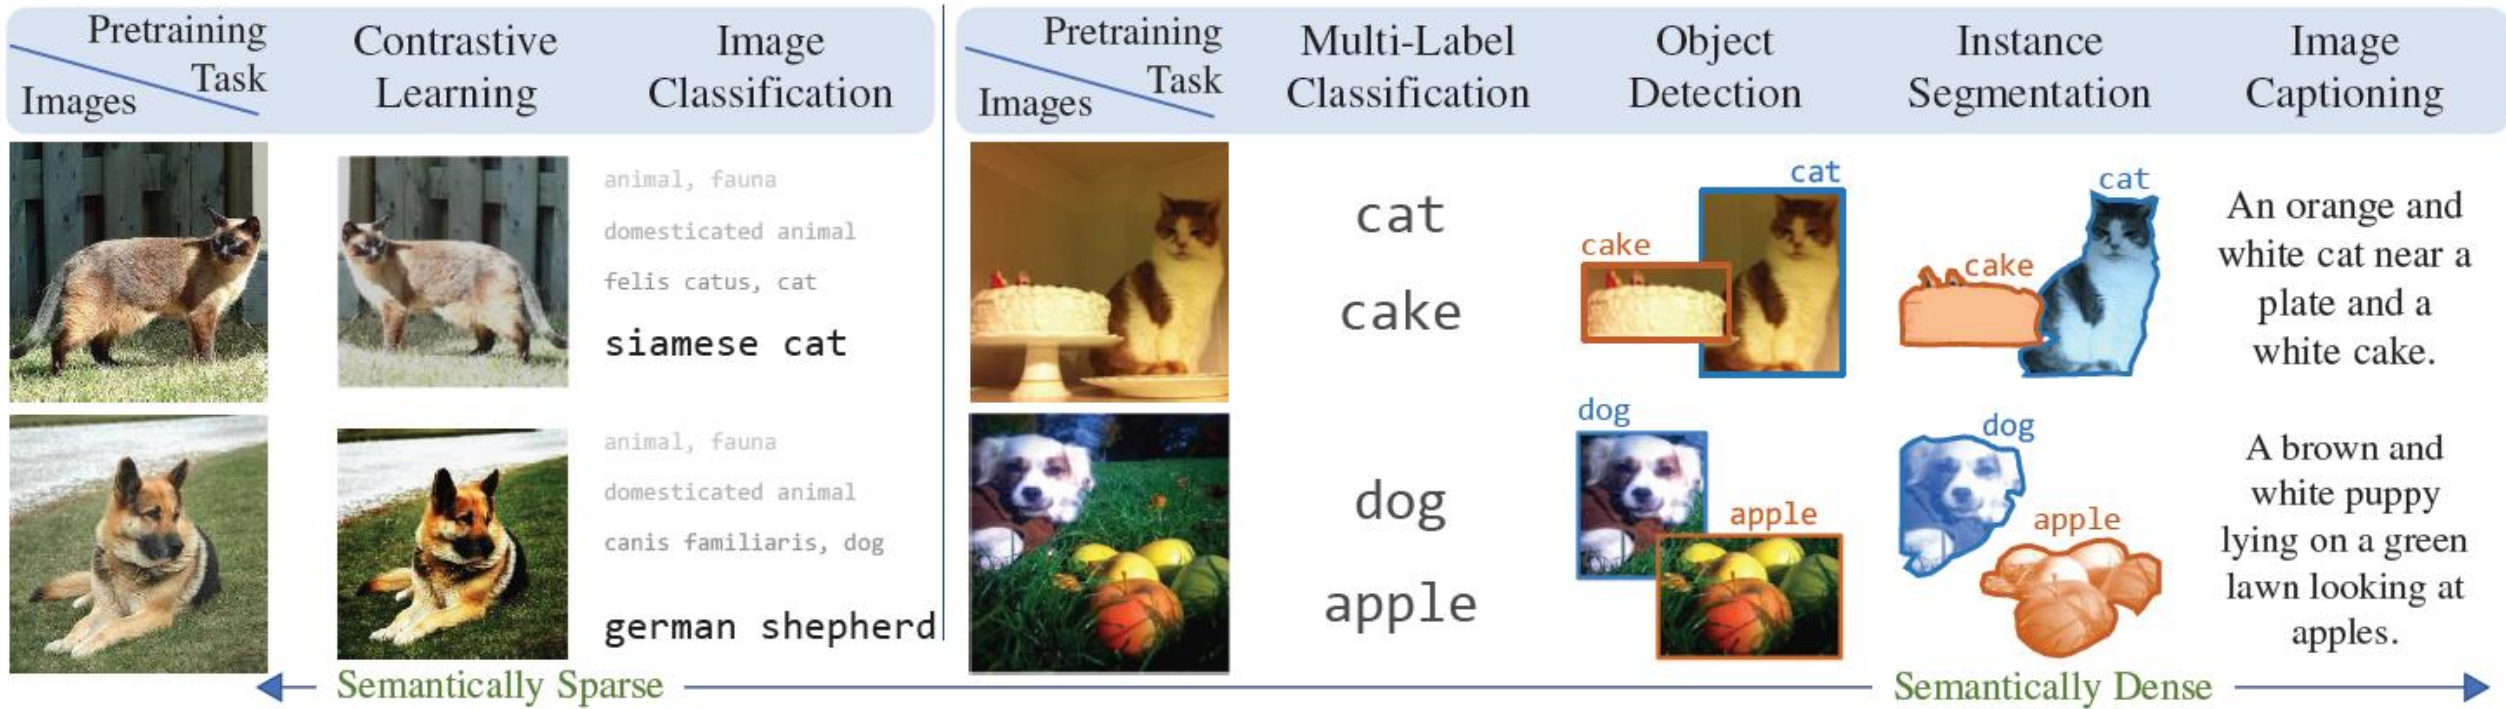 Pretraining
Task
Images
Contrastive
Learning
Image
Classification
animal, fauna
domesticated animal
felis catus, cat
siamese cat
animal, fauna
domesticated animal
canis familiaris, dog
german shepherd
Pretraining
Task
Images
Multi-Label
Classification
Object
Detection
Instance
Segmentation
Image
Captioning
cat
cake
cat
cake
cat
cake
An orange and
white cat near a
plate and a
white cake.
dog
apple
dog
apple
dog
apple
A brown and
white puppy
lying on a green
lawn looking at
apples.
Semantically Sparse
Semantically Dense